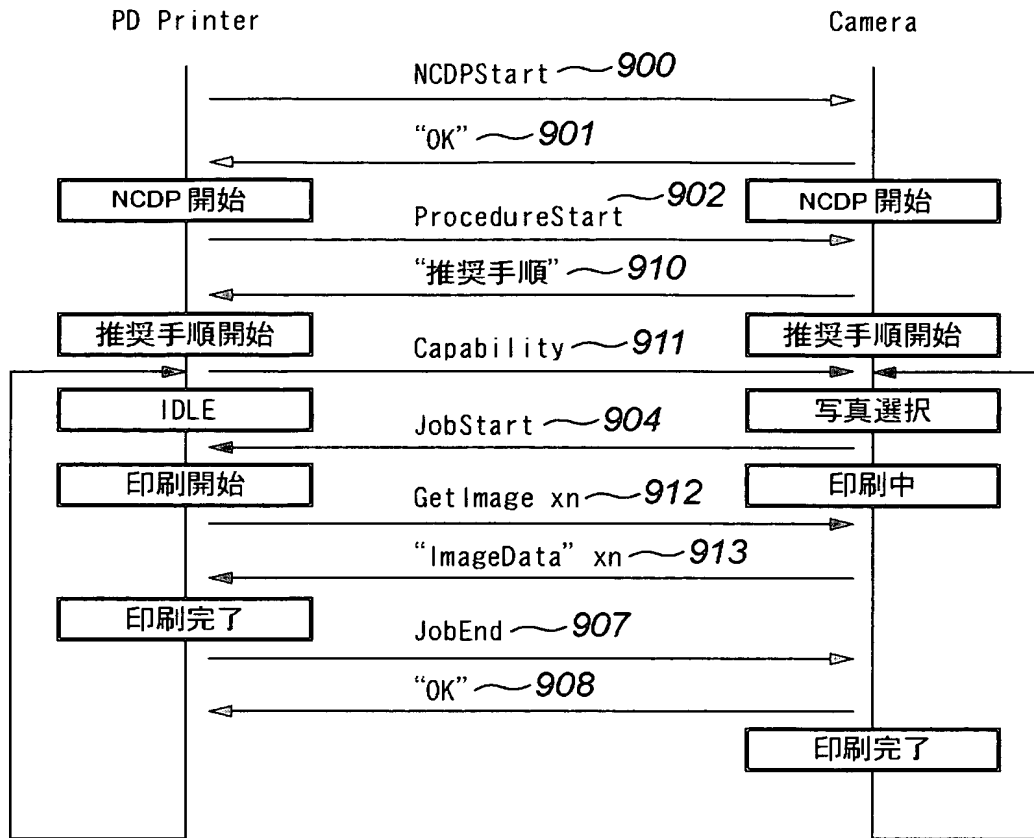 PD Printer
Camera
NCDPStart 900
“OK” 901
NCDP 開始
NCDP 開始
ProcedureStart 902
“推奨手順” 910
推奨手順開始
推奨手順開始
Capability 911
IDLE
写真選択
JobStart 904
印刷開始
印刷中
GetImage xn 912
“ImageData” xn 913
印刷完了
JobEnd 907
“OK” 908
印刷完了